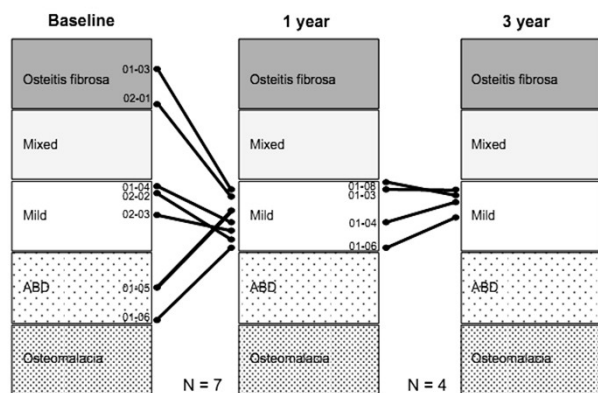 Baseline 1 year 3 year
01-03
Osteitis fibrosa Osteitis fibrosa Osteitis fibrosa
02-01
Mixed Mixed Mixed
01-04 01-08
02-02 01-03
Mild 02-03 Mild 01-04 Mild
01-06
ABD 01-05 ABD ABD
01-06
Osteomalacia Osteomalacia Osteomalacia
N = 7 N = 4